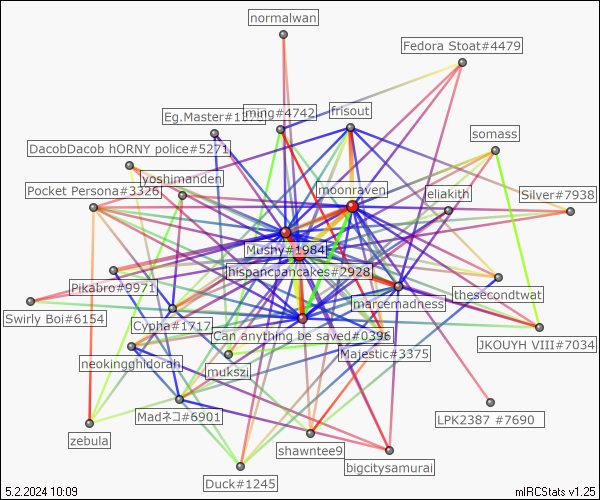 normalwan
Fedora Stoat#4479
ming#4742
frisout
Eg.Master#12
somass
DacobDacob hORNY police#5271
yoshimanden
moonraven
eliakith
Pocket Persona#3326
Silver#7938
Mushy#1984
hispancpancakes#2928
Pikabro#9971
thesecondtwat
marcemadness
Swirly Boi#6154
Cypha#1717
Can anything be saved#0396
JKOUYH VIII#7034
Majestic#3375
neokingghidorah
mukszi
Madネコ#6901
LPK2387 #7690
zebula
shawntee9
bigcitysamurai
Duck#1245
5.2.2024 10:09
mIRCStats v1.25